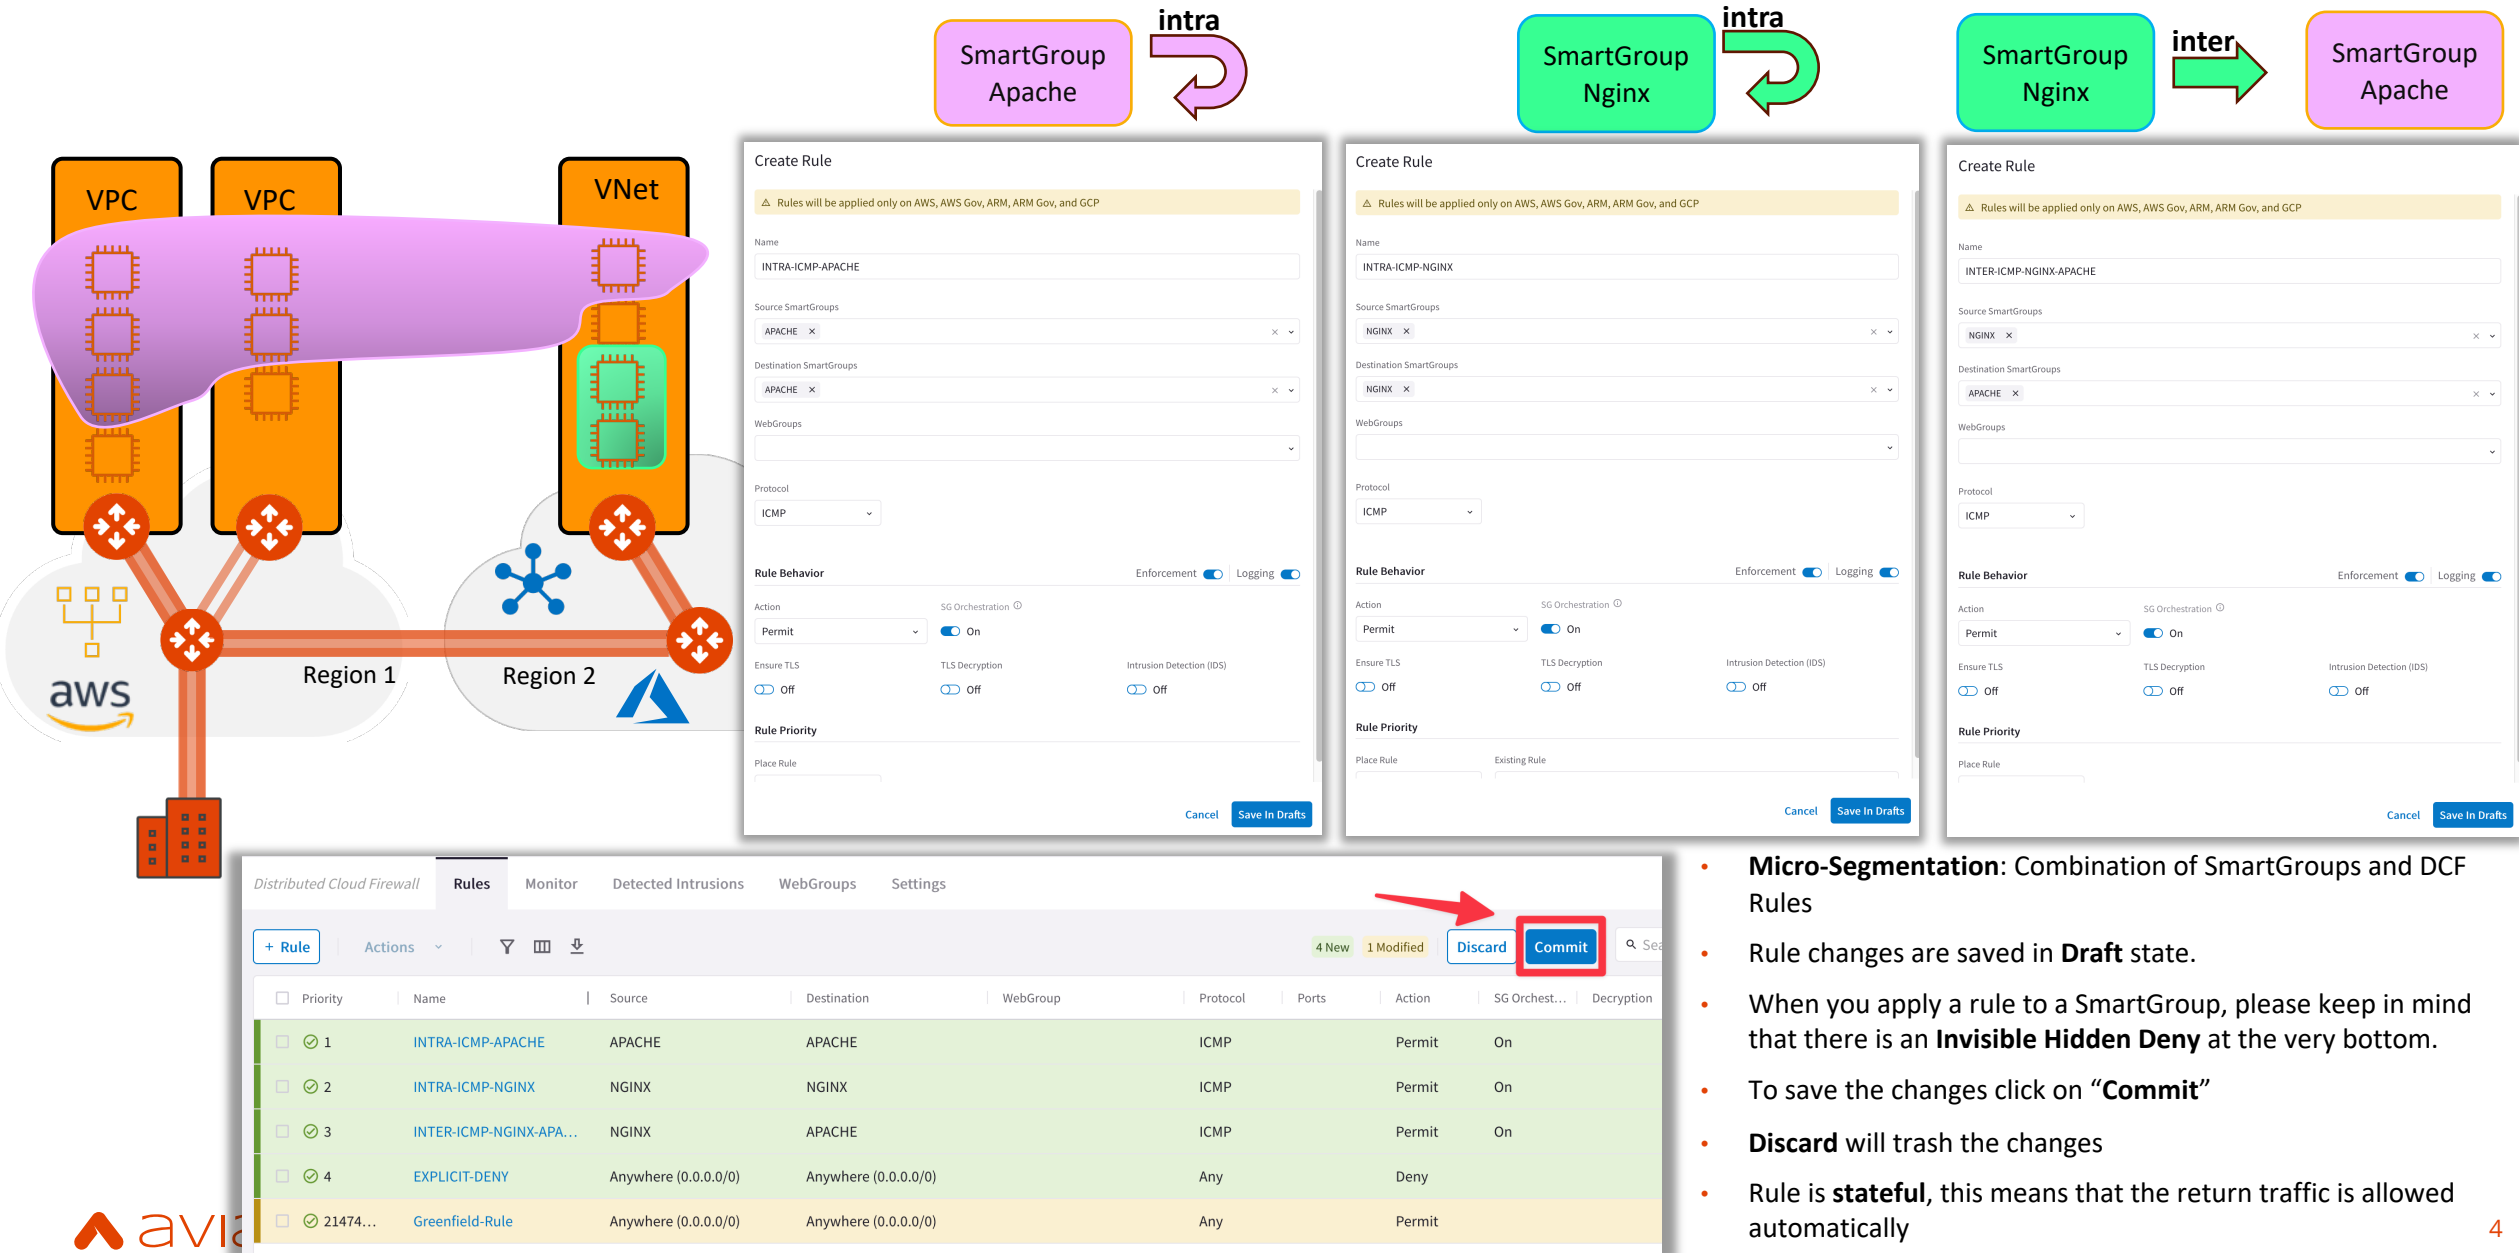 intra
SmartGroup
Apache
intra
SmartGroup
Nginx
SmartGroup
Nginx
inter
SmartGroup
Apache
VPC
VPC
VNet
aws
Region 1
Region 2
Create Rule
Rules will be applied only on AWS, AWS Gov, ARM, ARM Gov, and GCP
Name
INTRA-ICMP-APACHE
Source SmartGroups
APACHE ×
Destination SmartGroups
APACHE ×
WebGroups
Protocol
ICMP
Rule Behavior Enforcement Logging
Action SG Orchestration
Permit On
Ensure TLS TLS Decryption Intrusion Detection (IDS)
Off Off Off
Rule Priority
Place Rule
Cancel Save In Drafts
Create Rule
Rules will be applied only on AWS, AWS Gov, ARM, ARM Gov, and GCP
Name
INTRA-ICMP-NGINX
Source SmartGroups
NGINX ×
Destination SmartGroups
NGINX ×
WebGroups
Protocol
ICMP
Rule Behavior Enforcement Logging
Action SG Orchestration
Permit On
Ensure TLS TLS Decryption Intrusion Detection (IDS)
Off Off Off
Rule Priority
Place Rule Existing Rule
Cancel Save In Drafts
Create Rule
Rules will be applied only on AWS, AWS Gov, ARM, ARM Gov, and GCP
Name
INTER-ICMP-NGINX-APACHE
Source SmartGroups
NGINX ×
Destination SmartGroups
APACHE ×
WebGroups
Protocol
ICMP
Rule Behavior Enforcement Logging
Action SG Orchestration
Permit On
Ensure TLS TLS Decryption Intrusion Detection (IDS)
Off Off Off
Rule Priority
Place Rule
Cancel Save In Drafts
Distributed Cloud Firewall Rules Monitor Detected Intrusions WebGroups Settings
+ Rule Actions 4 New 1 Modified Discard Commit Sea
Priority Name Source Destination WebGroup Protocol Ports Action SG Orchest... Decryption
1 INTRA-ICMP-APACHE APACHE APACHE ICMP Permit On
2 INTRA-ICMP-NGINX NGINX NGINX ICMP Permit On
3 INTER-ICMP-NGINX-APA... NGINX APACHE ICMP Permit On
4 EXPLICIT-DENY Anywhere (0.0.0.0/0) Anywhere (0.0.0.0/0) Any Deny
21474... Greenfield-Rule Anywhere (0.0.0.0/0) Anywhere (0.0.0.0/0) Any Permit
• Micro-Segmentation: Combination of SmartGroups and DCF
Rules
• Rule changes are saved in Draft state.
• When you apply a rule to a SmartGroup, please keep in mind
that there is an Invisible Hidden Deny at the very bottom.
• To save the changes click on “Commit”
• Discard will trash the changes
• Rule is stateful, this means that the return traffic is allowed
automatically
avia
4